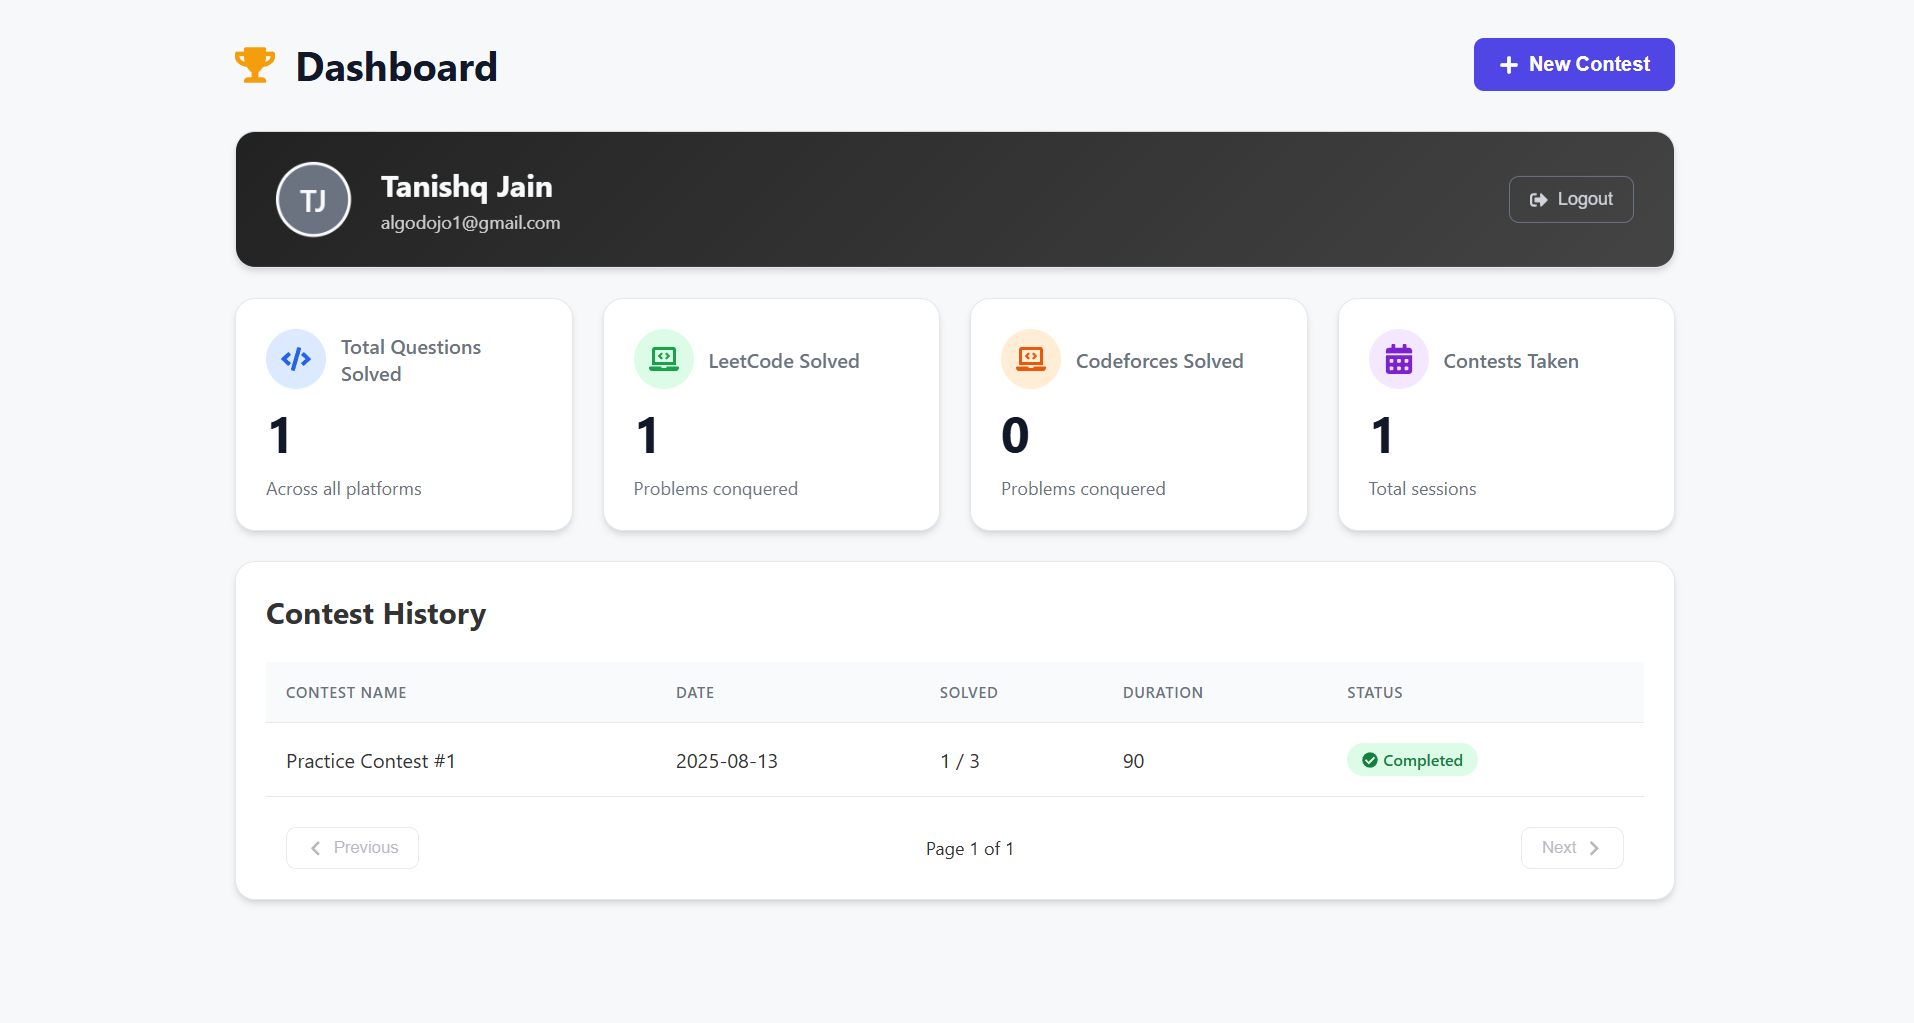 Dashboard
New Contest
TJ
Tanishq Jain
algodojo1@gmail.com
Logout
Total Questions
Solved
1
Across all platforms
LeetCode Solved
1
Problems conquered
Codeforces Solved
0
Problems conquered
Contests Taken
1
Total sessions
Contest History
CONTEST NAME DATE SOLVED DURATION STATUS
Practice Contest #1 2025-08-13 1 / 3 90 Completed
Previous Page 1 of 1 Next